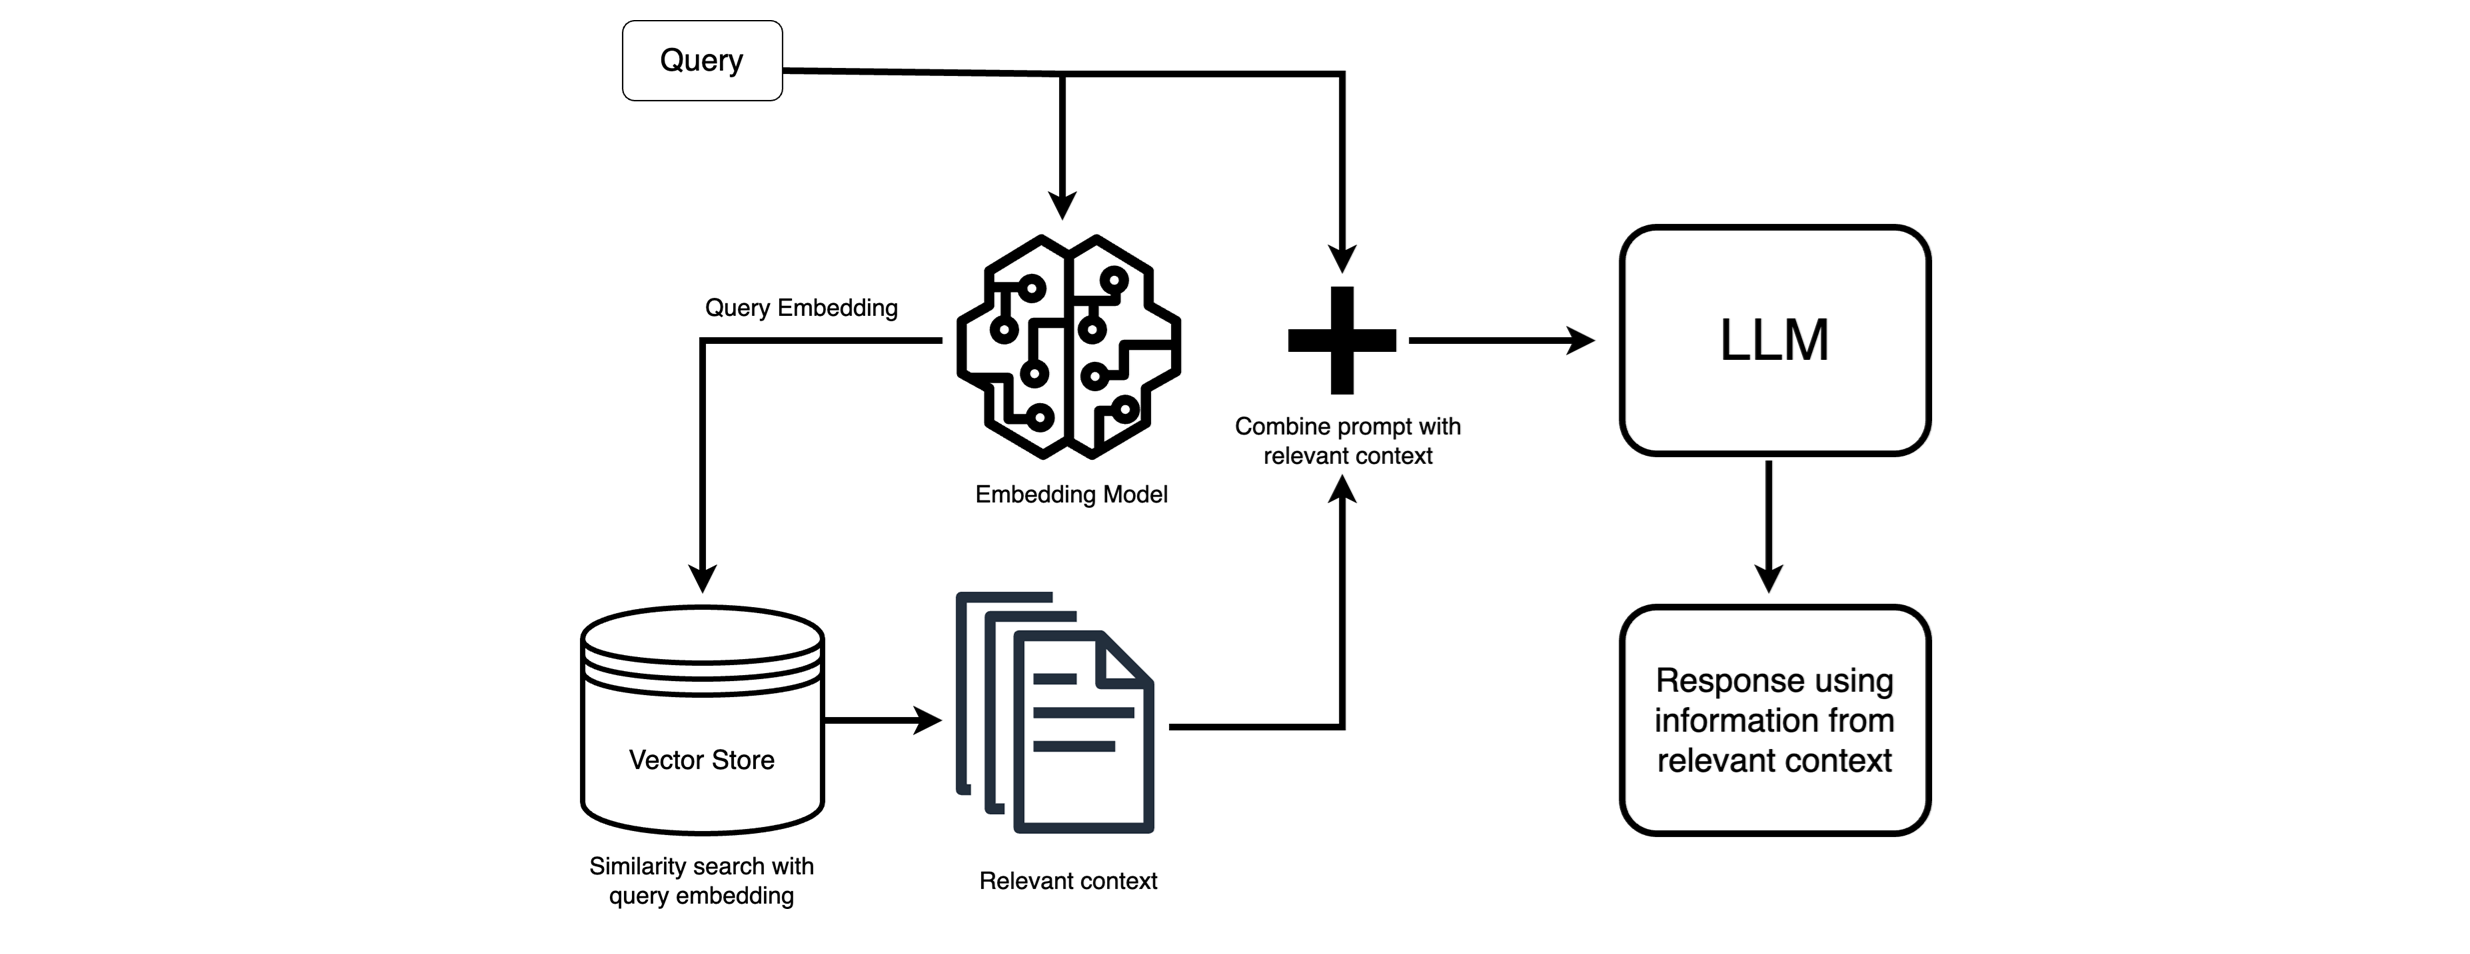 Query
Query Embedding
Embedding Model
Combine prompt with
relevant context
LLM
Vector Store
Similarity search with
query embedding
Relevant context
Response using
information from
relevant context